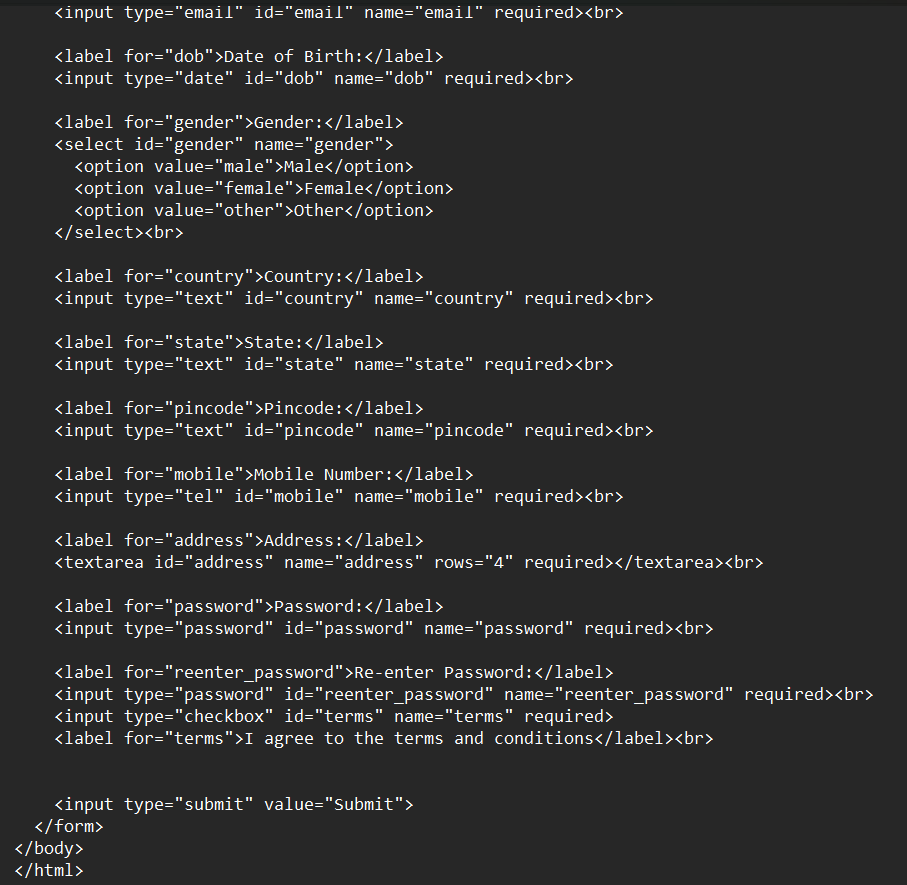 <input type="email" id="email" name="email" required><br>
<label for="dob">Date of Birth:</label>
<input type="date" id="dob" name="dob" required><br>
<label for="gender">Gender:</label>
<select id="gender" name="gender">
<option value="male">Male</option>
<option value="female">Female</option>
<option value="other">Other</option>
</select><br>
<label for="country">Country:</label>
<input type="text" id="country" name="country" required><br>
<label for="state">State:</label>
<input type="text" id="state" name="state" required><br>
<label for="pincode">Pincode:</label>
<input type="text" id="pincode" name="pincode" required><br>
<label for="mobile">Mobile Number:</label>
<input type="tel" id="mobile" name="mobile" required><br>
<label for="address">Address:</label>
<textarea id="address" name="address" rows="4" required></textarea><br>
<label for="password">Password:</label>
<input type="password" id="password" name="password" required><br>
<label for="reenter_password">Re-enter Password:</label>
<input type="password" id="reenter_password" name="reenter_password" required><br>
<input type="checkbox" id="terms" name="terms" required>
<label for="terms">I agree to the terms and conditions</label><br>
<input type="submit" value="Submit">
</form>
</body>
</html>